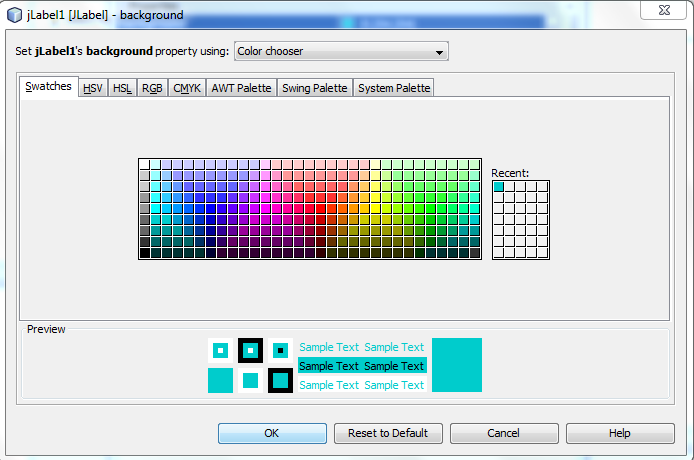 jLabel1 [JLabel] - background
Set jLabel1's background property using: Color chooser
Swatches HSV HSL RGB CMYK AWT Palette Swing Palette System Palette
Recent:
Preview
Sample Text Sample Text
Sample Text Sample Text
Sample Text Sample Text
OK Reset to Default Cancel Help